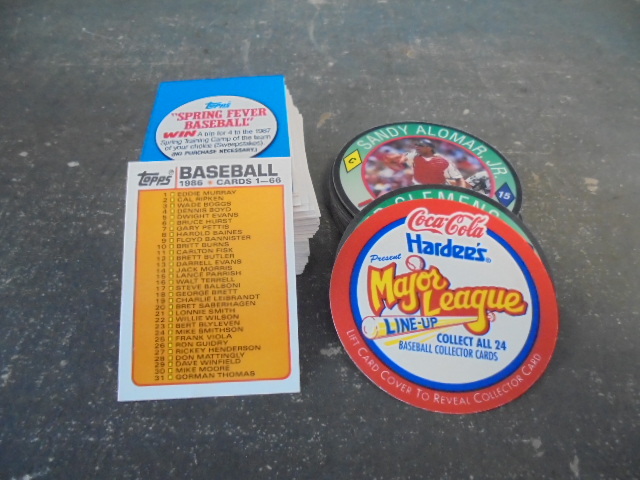 Topps
"SPRING FEVER
BASEBALL"
WIN A trip for 4 to the 1987
Spring Training Camp of the team
of your choice (Sweepstakes).
(NO PURCHASE NECESSARY)
topps
BASEBALL
1986 CARDS 1-66
1 EDDIE MURRAY
2 CAL RIPKEN
3 WADE BOGGS
4 DENNIS BOYD
5 DWIGHT EVANS
6 BRUCE HURST
7 GARY PETTIS
8 HAROLD BAINES
9 FLOYD BANNISTER
10 BRITT BURNS
11 CARLTON FISK
12 BRETT BUTLER
13 DARRELL EVANS
14 JACK MORRIS
15 LANCE PARRISH
16 WALT TERRELL
17 STEVE BALBONI
18 GEORGE BRETT
19 CHARLIE LEIBRANDT
20 BRET SABERHAGEN
21 LONNIE SMITH
22 WILLIE WILSON
23 BERT BLYLEVEN
24 MIKE SMITHSON
25 FRANK VIOLA
26 RON GUIDRY
27 RICKEY HENDERSON
28 DON MATTINGLY
29 DAVE WINFIELD
30 MIKE MOORE
31 GORMAN THOMAS
SANDY ALOMAR, JR.
C
15
CLEMENS
Coca-Cola
Hardee's
Present
Major
League
LINE-UP
COLLECT ALL 24
BASEBALL COLLECTOR CARDS
LIFT CARD COVER TO REVEAL COLLECTOR CARD